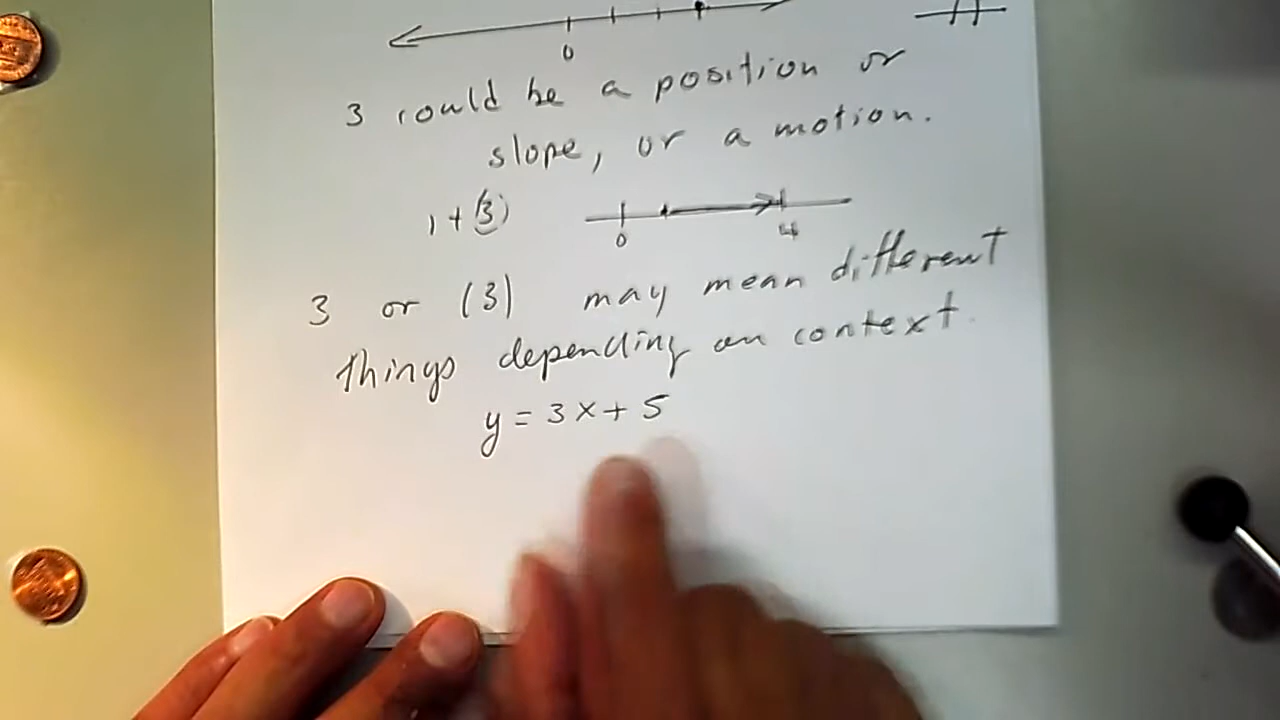 0
3 could be a position or
slope, or a motion.
1 + (3)
0 4
3 or (3) may mean different
things depending on context.
y = 3x + 5